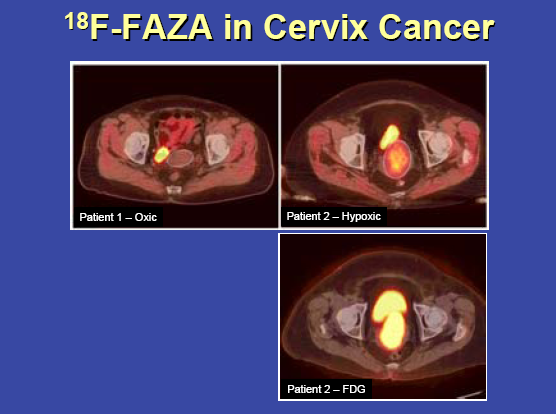 18F-FAZA in Cervix Cancer
Patient 1 – Oxic
Patient 2 – Hypoxic
Patient 2 – FDG